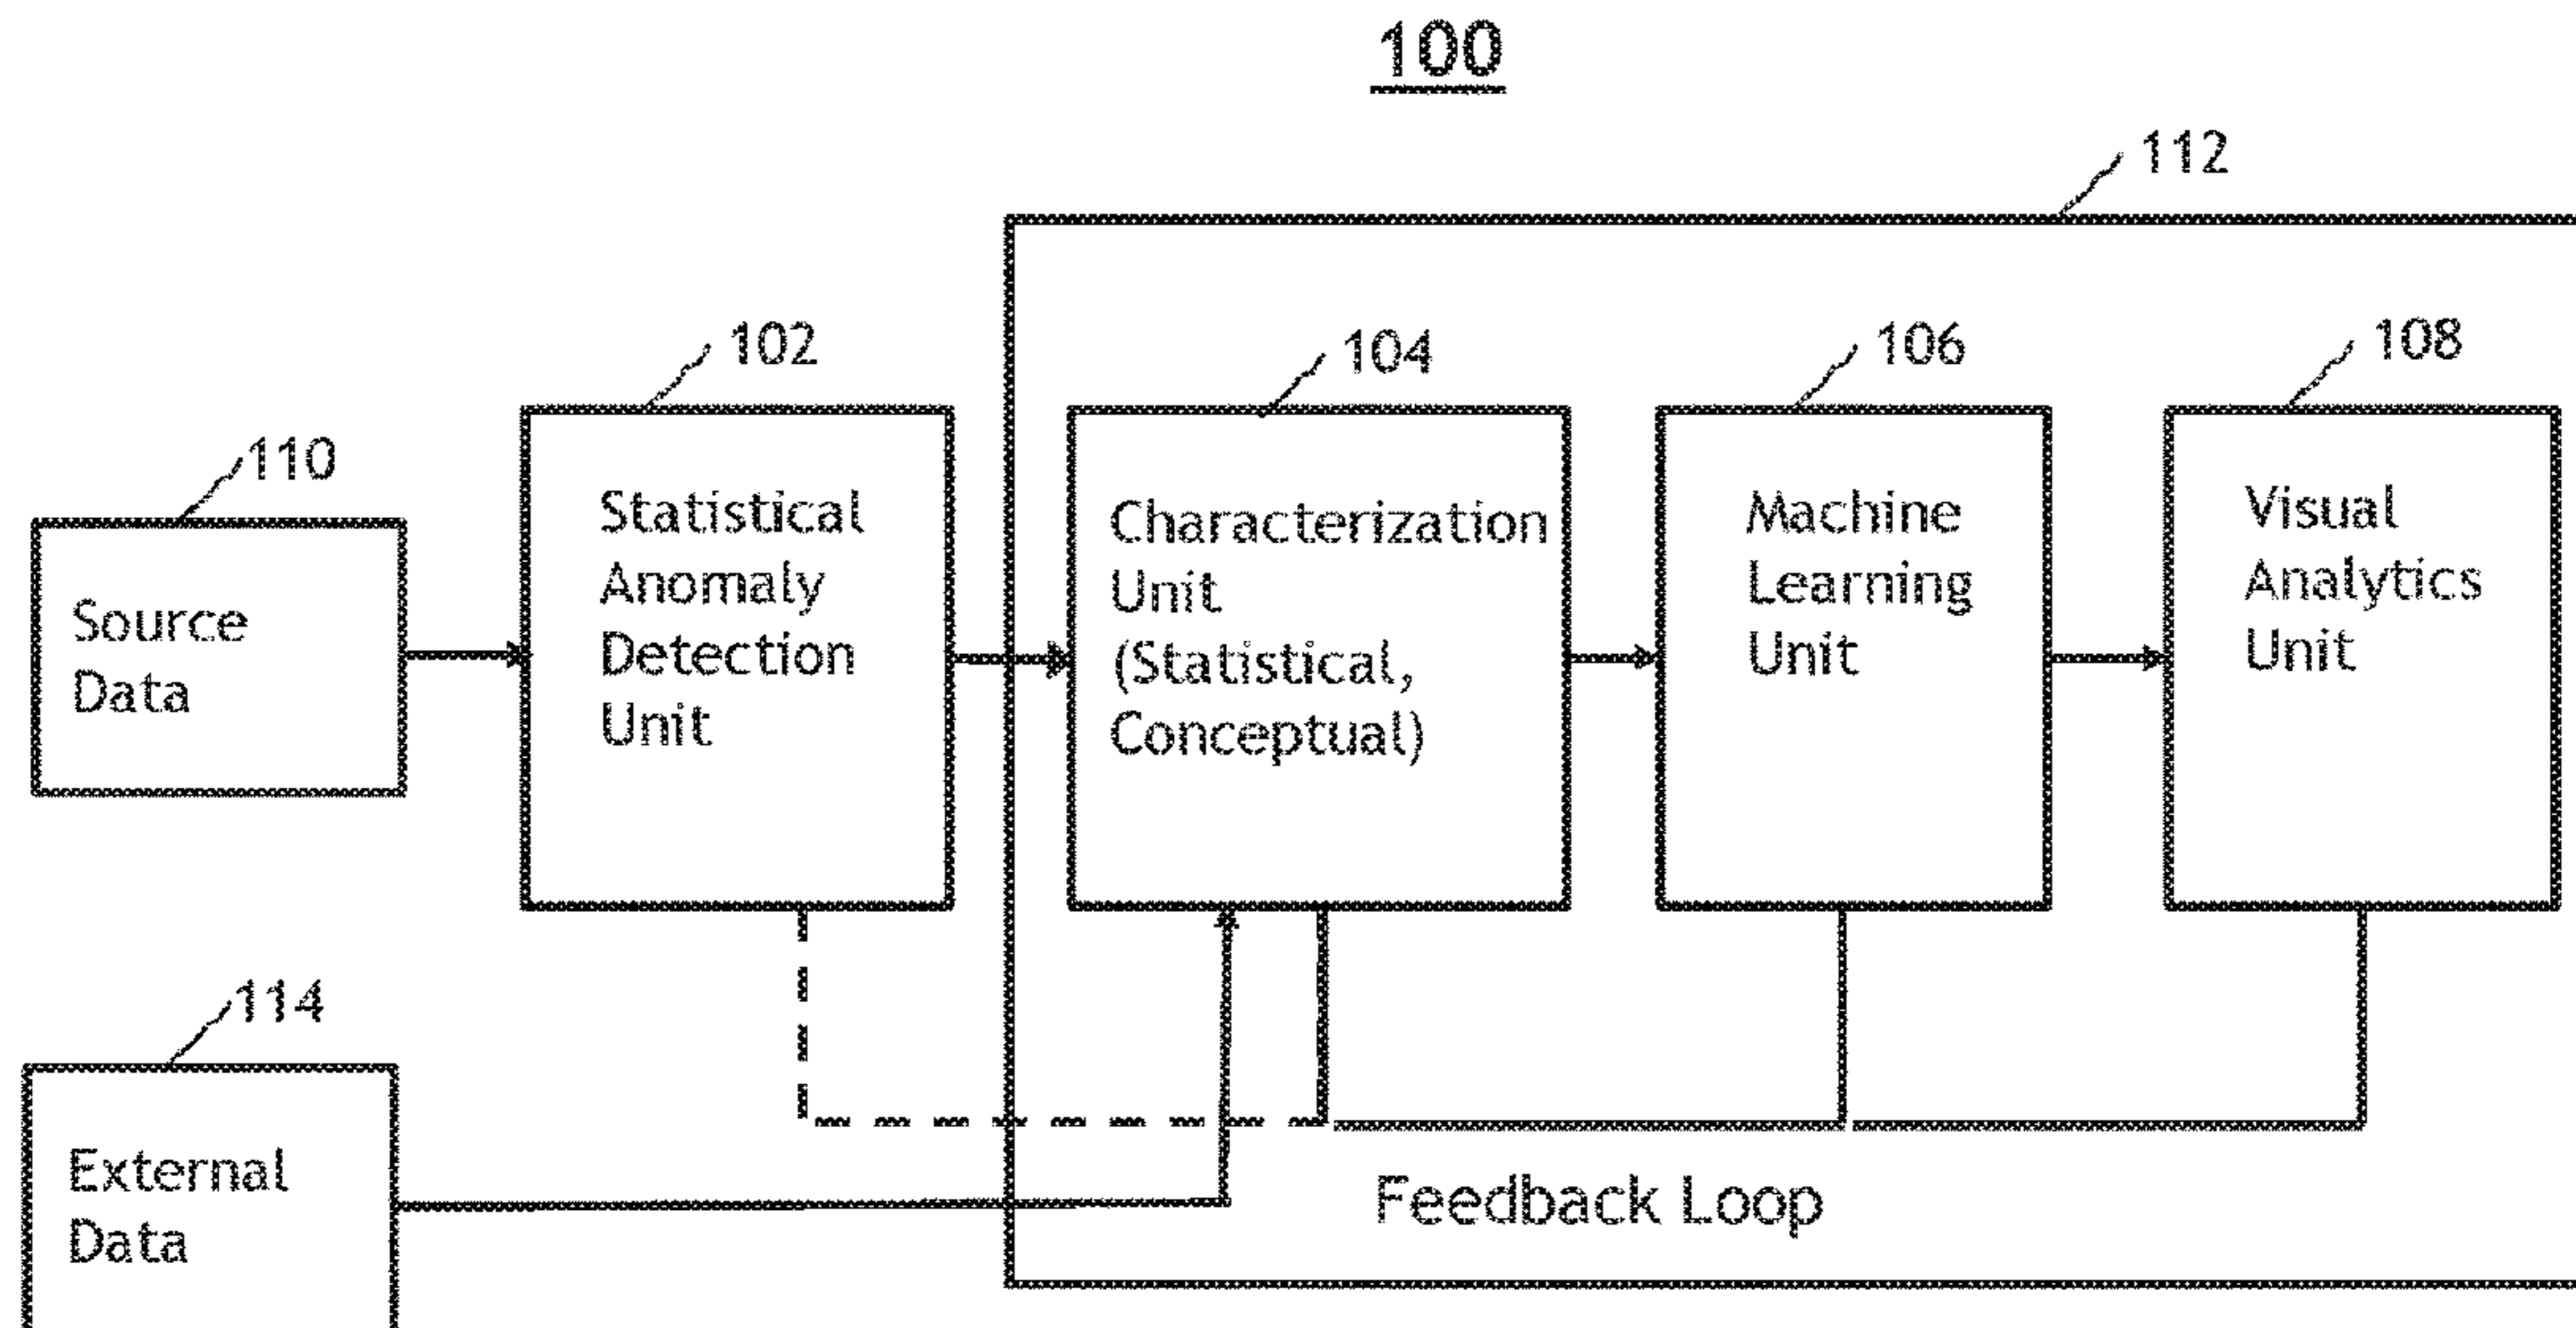 100
112
102
104
106
108
110
Statistical
Anomaly
Detection
Unit
Characterization
Unit
(Statistical,
Conceptual)
Machine
Learning
Unit
Visual
Analytics
Unit
Source
Data
114
External
Data
Feedback Loop